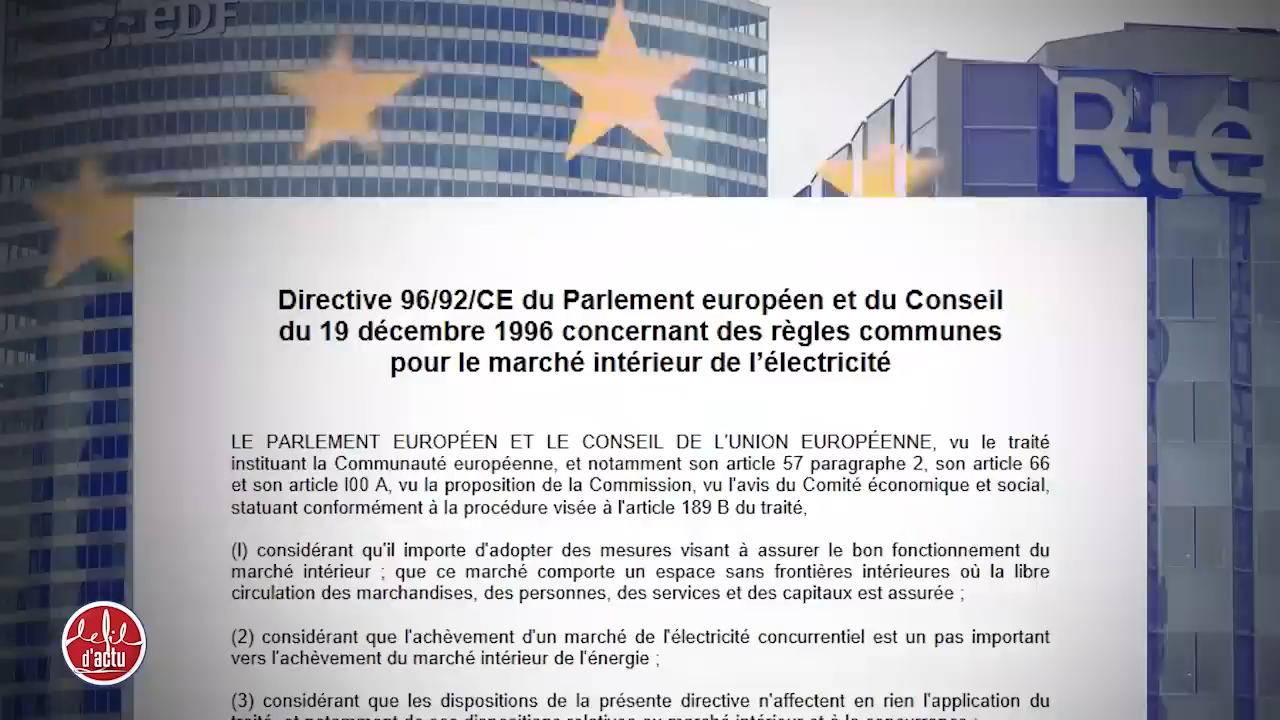 eDF
Rte
Directive 96/92/CE du Parlement européen et du Conseil
du 19 décembre 1996 concernant des règles communes
pour le marché intérieur de l'électricité
LE PARLEMENT EUROPÉEN ET LE CONSEIL DE L'UNION EUROPÉENNE, vu le traité
instituant la Communauté européenne, et notamment son article 57 paragraphe 2, son article 66
et son article l00 A, vu la proposition de la Commission, vu l'avis du Comité économique et social,
statuant conformément à la procédure visée à l'article 189 B du traité,
(l) considérant qu'il importe d'adopter des mesures visant à assurer le bon fonctionnement du
marché intérieur ; que ce marché comporte un espace sans frontières intérieures où la libre
circulation des marchandises, des personnes, des services et des capitaux est assurée ;
(2) considérant que l'achèvement d'un marché de l'électricité concurrentiel est un pas important
vers l'achèvement du marché intérieur de l'énergie ;
(3) considérant que les dispositions de la présente directive n'affectent en rien l'application du
lefil
d'actu